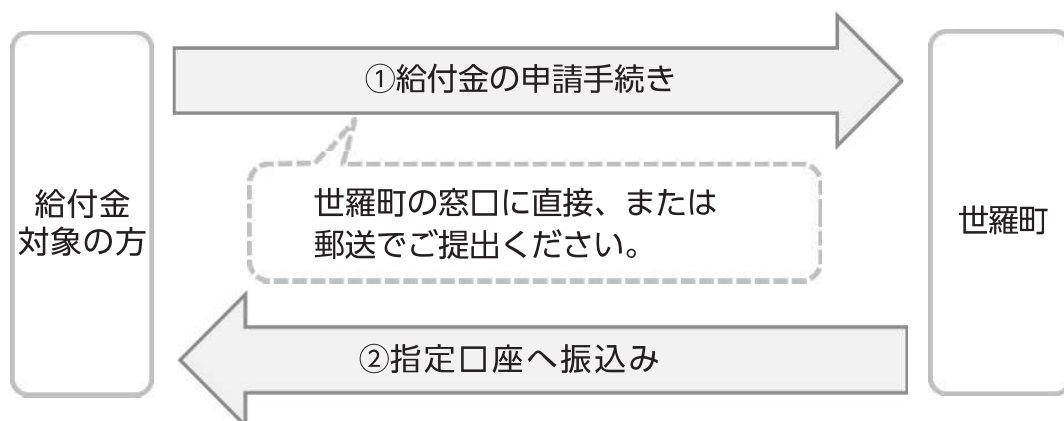 ①給付金の申請手続き
給付金
対象の方
世羅町の窓口に直接、または
郵送でご提出ください。
世羅町
②指定口座へ振込み